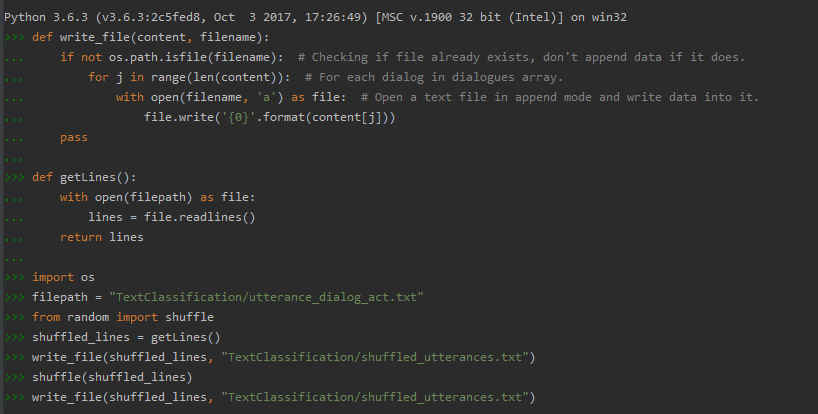 Python 3.6.3 (v3.6.3:2c5fed8, Oct  3 2017, 17:26:49) [MSC v.1900 32 bit (Intel)] on win32
>>> def write_file(content, filename):
...     if not os.path.isfile(filename):  # Checking if file already exists, don't append data if it does.
...         for j in range(len(content)):  # For each dialog in dialogues array.
...             with open(filename, 'a') as file:  # Open a text file in append mode and write data into it.
...                 file.write('{0}'.format(content[j]))
...     pass
...
>>> def getLines():
...     with open(filepath) as file:
...         lines = file.readlines()
...     return lines
...
>>> import os
>>> filepath = "TextClassification/utterance_dialog_act.txt"
>>> from random import shuffle
>>> shuffled_lines = getLines()
>>> write_file(shuffled_lines, "TextClassification/shuffled_utterances.txt")
>>> shuffle(shuffled_lines)
>>> write_file(shuffled_lines, "TextClassification/shuffled_utterances.txt")